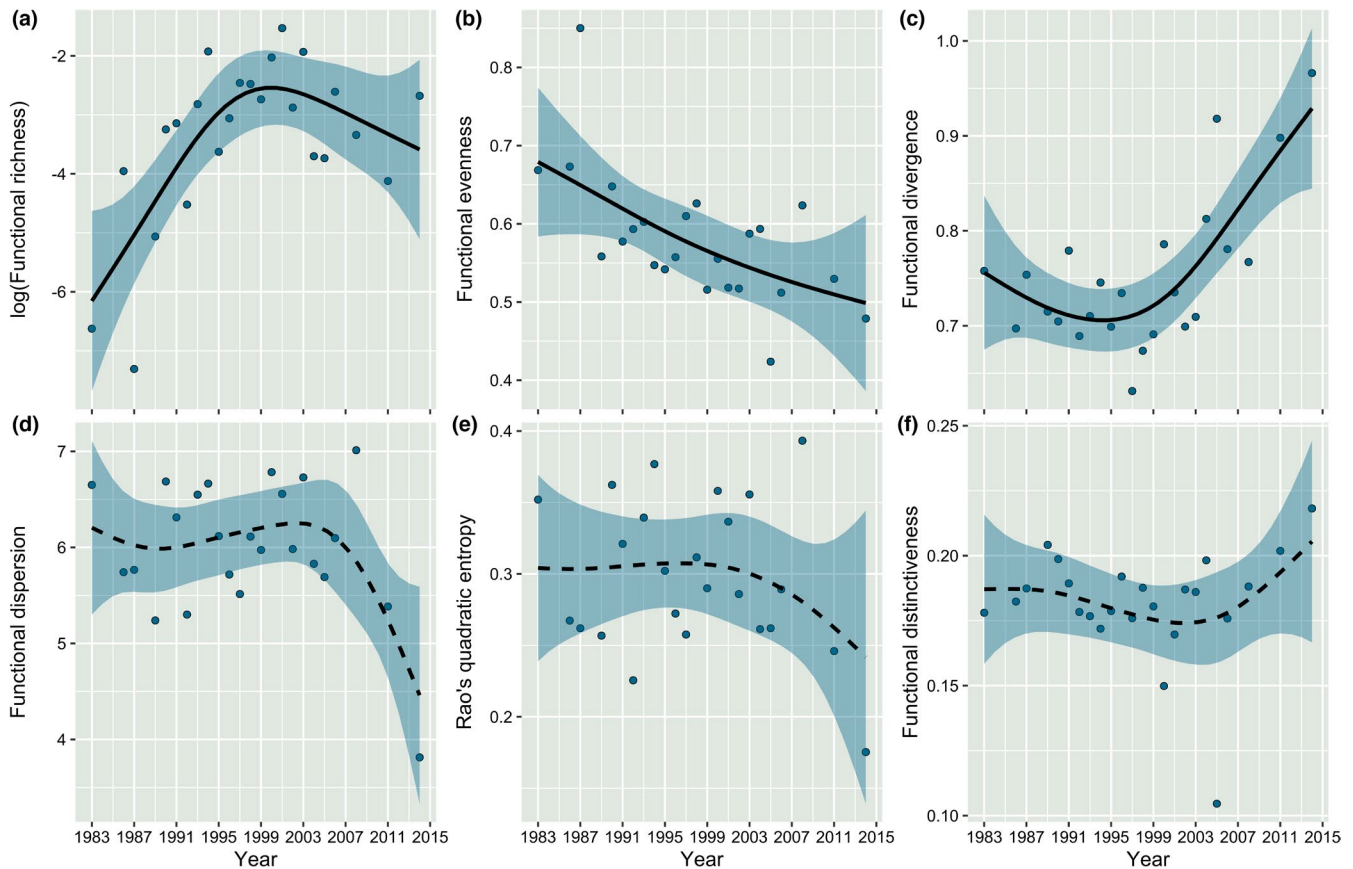 (a)
log(Functional richness)
-2
-4
-6
(b)
Functional evenness
0.8
0.7
0.6
0.5
0.4
(c)
Functional divergence
1.0
0.9
0.8
0.7
(d)
Functional dispersion
7
6
5
4
1983 1987 1991 1995 1999 2003 2007 2011 2015
Year
(e)
Rao's quadratic entropy
0.4
0.3
0.2
1983 1987 1991 1995 1999 2003 2007 2011 2015
Year
(f)
Functional distinctiveness
0.25
0.20
0.15
0.10
1983 1987 1991 1995 1999 2003 2007 2011 2015
Year